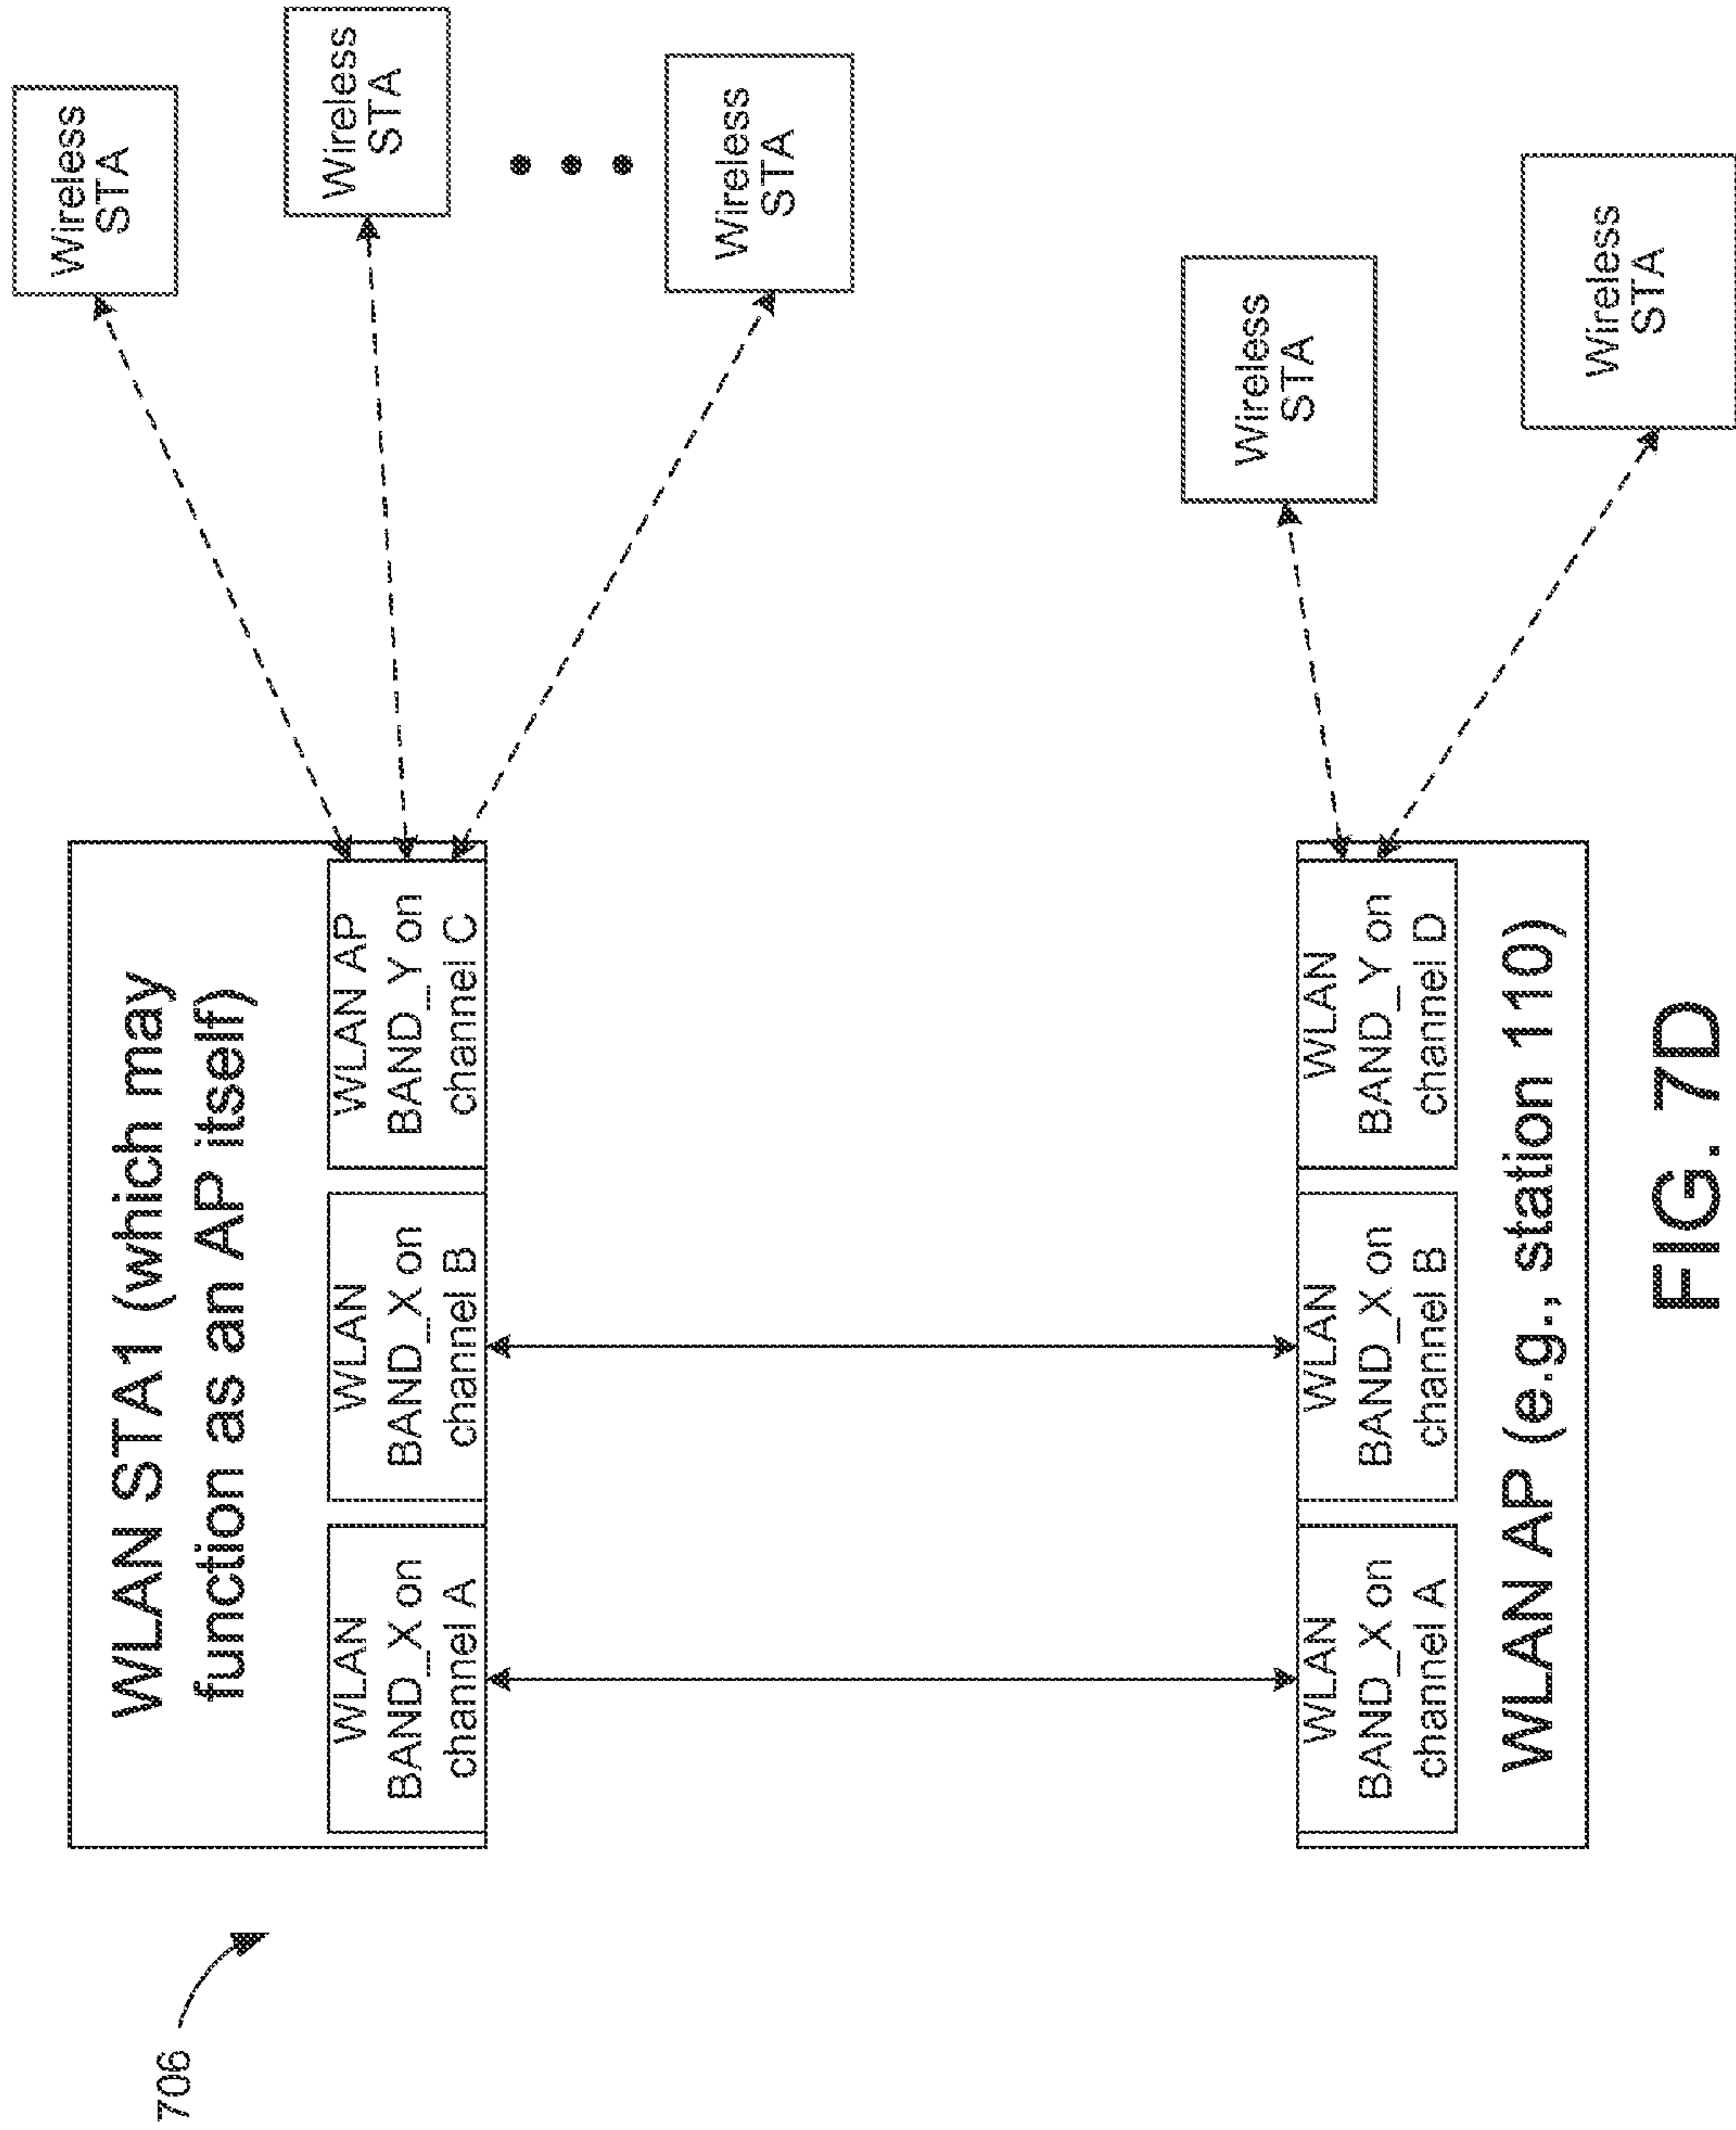 706
WLAN STA1 (which may
function as an AP itself)
WLAN
BAND_X on
channel A
WLAN
BAND_X on
channel B
WLAN AP
BAND_Y on
channel C
Wireless
STA
Wireless
STA
Wireless
STA
WLAN
BAND_X on
channel A
WLAN
BAND_X on
channel B
WLAN
BAND_Y on
channel D
WLAN AP (e.g., station 110)
Wireless
STA
Wireless
STA
FIG. 7D